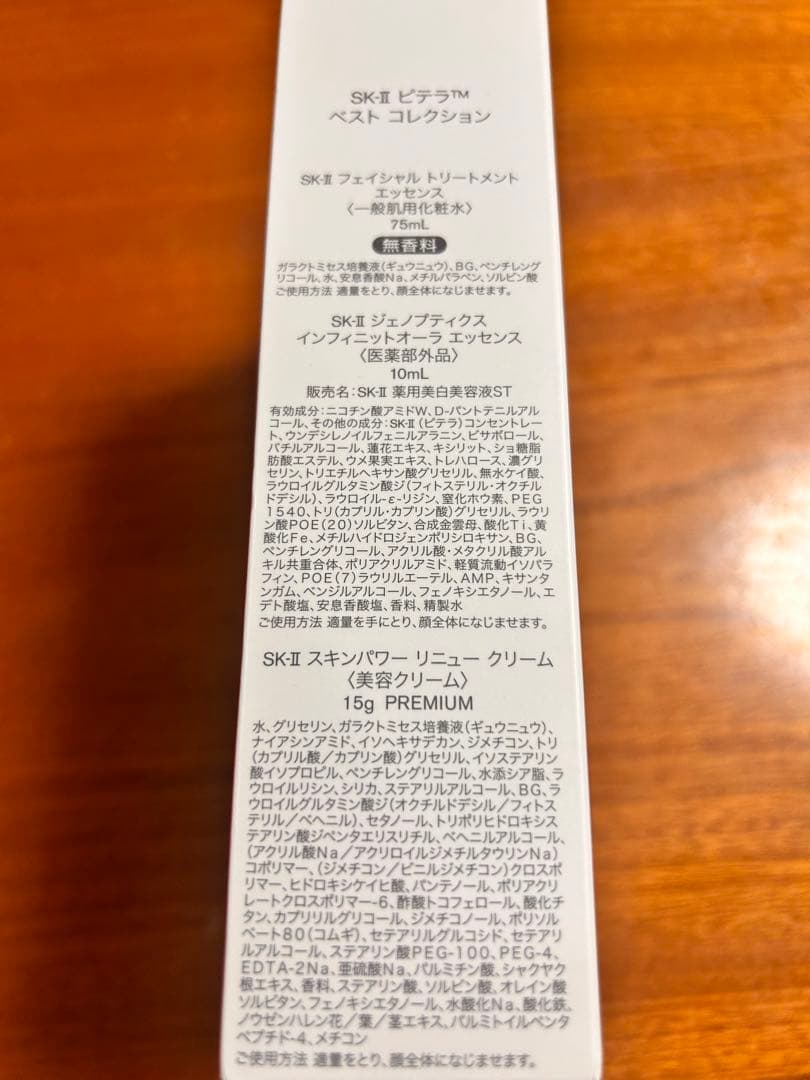 SK-Ⅱ ピテラ™
ベスト コレクション
SK-Ⅱ フェイシャル トリートメント
エッセンス
〈一般肌用化粧水〉
75mL
無香料
ガラクトミセス培養液(ギュウニュウ)、BG、ペンチレング
リコール、水、安息香酸Na、メチルパラベン、ソルビン酸
ご使用方法 適量をとり、顔全体になじませます。
SK-Ⅱ ジェノプティクス
インフィニットオーラ エッセンス
〈医薬部外品〉
10mL
販売名：SK-Ⅱ 薬用美白美容液ST
有効成分：ニコチン酸アミドW、D-パントテニルアル
コール、その他の成分：SK-Ⅱ(ピテラ)コンセントレー
ト、ウンデシレノイルフェニルアラニン、ビサボロール、
バチルアルコール、蓮花エキス、キシリット、ショ糖脂
肪酸エステル、ウメ果実エキス、トレハロース、濃グリ
セリン、トリエチルヘキサン酸グリセリル、無水ケイ酸、
ラウロイルグルタミン酸ジ(フィトステリル・オクチル
ドデシル)、ラウロイル-ε-リジン、窒化ホウ素、PEG
1540、トリ(カプリル・カプリン酸)グリセリル、ラウリ
ン酸POE(20)ソルビタン、合成金雲母、酸化Ti、黄
酸化Fe、メチルハイドロジェンポリシロキサン、BG、
ペンチレングリコール、アクリル酸・メタクリル酸アル
キル共重合体、ポリアクリルアミド、軽質流動イソパラ
フィン、POE(7)ラウリルエーテル、AMP、キサンタ
ンガム、ベンジルアルコール、フェノキシエタノール、エ
デト酸塩、安息香酸塩、香料、精製水
ご使用方法 適量を手にとり、顔全体になじませます。
SK-Ⅱ スキンパワー リニュー クリーム
〈美容クリーム〉
15g PREMIUM
水、グリセリン、ガラクトミセス培養液(ギュウニュウ)、
ナイアシンアミド、イソヘキサデカン、ジメチコン、トリ
(カプリル酸／カプリン酸)グリセリル、イソステアリン
酸イソプロピル、ペンチレングリコール、水添シア脂、ラ
ウロイルリシン、シリカ、ステアリルアルコール、BG、ラ
ウロイルグルタミン酸ジ(オクチルドデシル／フィトス
テリル／ベヘニル)、セタノール、トリポリヒドロキシス
テアリン酸ジペンタエリスリチル、ベヘニルアルコール、
(アクリル酸Na／アクリロイルジメチルタウリンNa)
コポリマー、(ジメチコン／ビニルジメチコン)クロスポ
リマー、ヒドロキシケイヒ酸、パンテノール、ポリアクリ
レートクロスポリマー-6、酢酸トコフェロール、酸化チ
タン、カプリリルグリコール、ジメチコノール、ポリソル
ベート80(コムギ)、セテアリルグルコシド、セテアリ
ルアルコール、ステアリン酸PEG-100、PEG-4、
EDTA-2Na、亜硫酸Na、パルミチン酸、シャクヤク
根エキス、香料、ステアリン酸、ソルビン酸、オレイン酸
ソルビタン、フェノキシエタノール、水酸化Na、酸化鉄、
ノウゼンハレン花／葉／茎エキス、パルミトイルペンタ
ペプチド-4、メチコン
ご使用方法 適量をとり、顔全体になじませます。